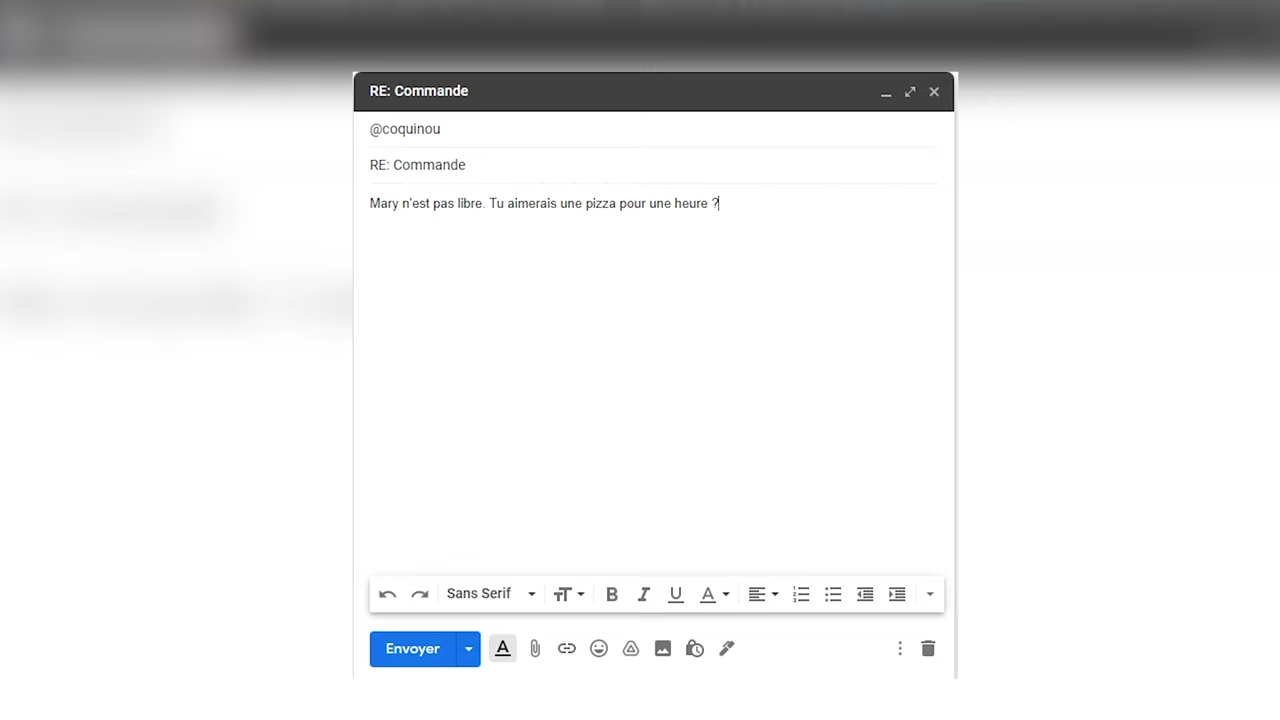 RE: Commande
@coquinou
RE: Commande
Mary n'est pas libre. Tu aimerais une pizza pour une heure ?
Sans Serif
B I U A
Envoyer A